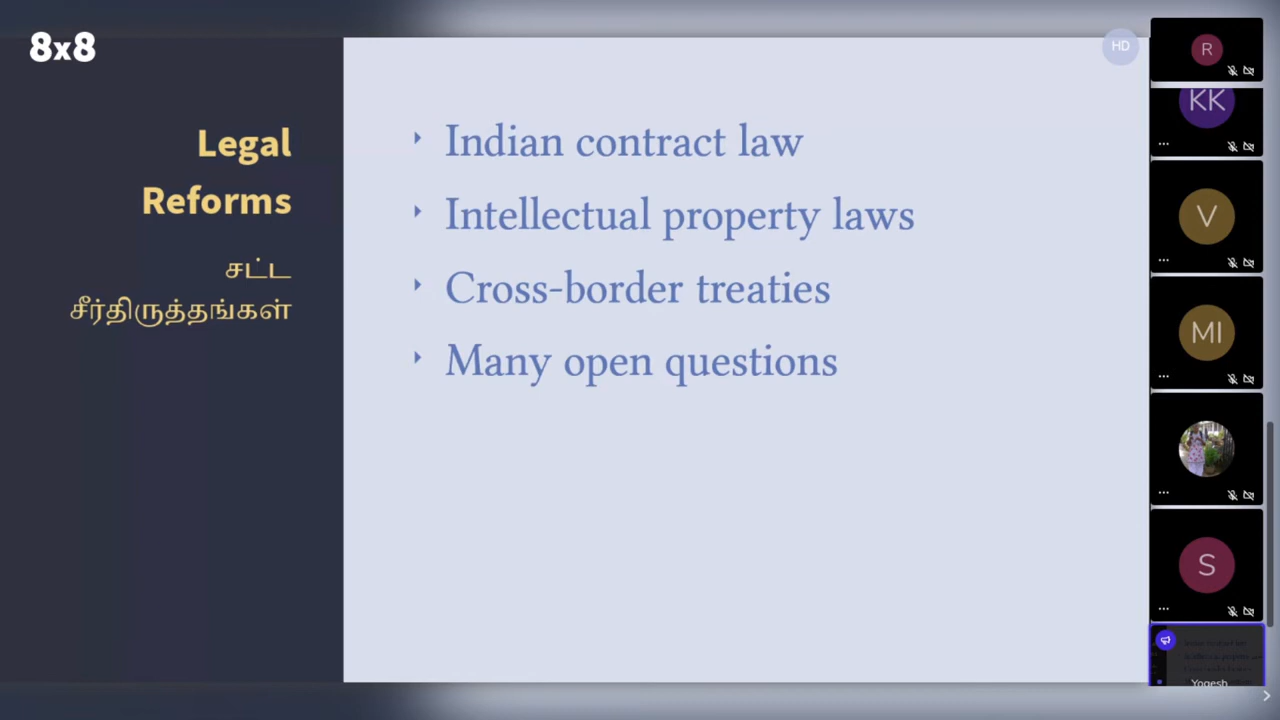 8x8
Legal
Reforms
சட்ட
சீர்திருத்தங்கள்
Indian contract law
Intellectual property laws
Cross-border treaties
Many open questions
HD
R
KK
V
MI
S
Yogesh